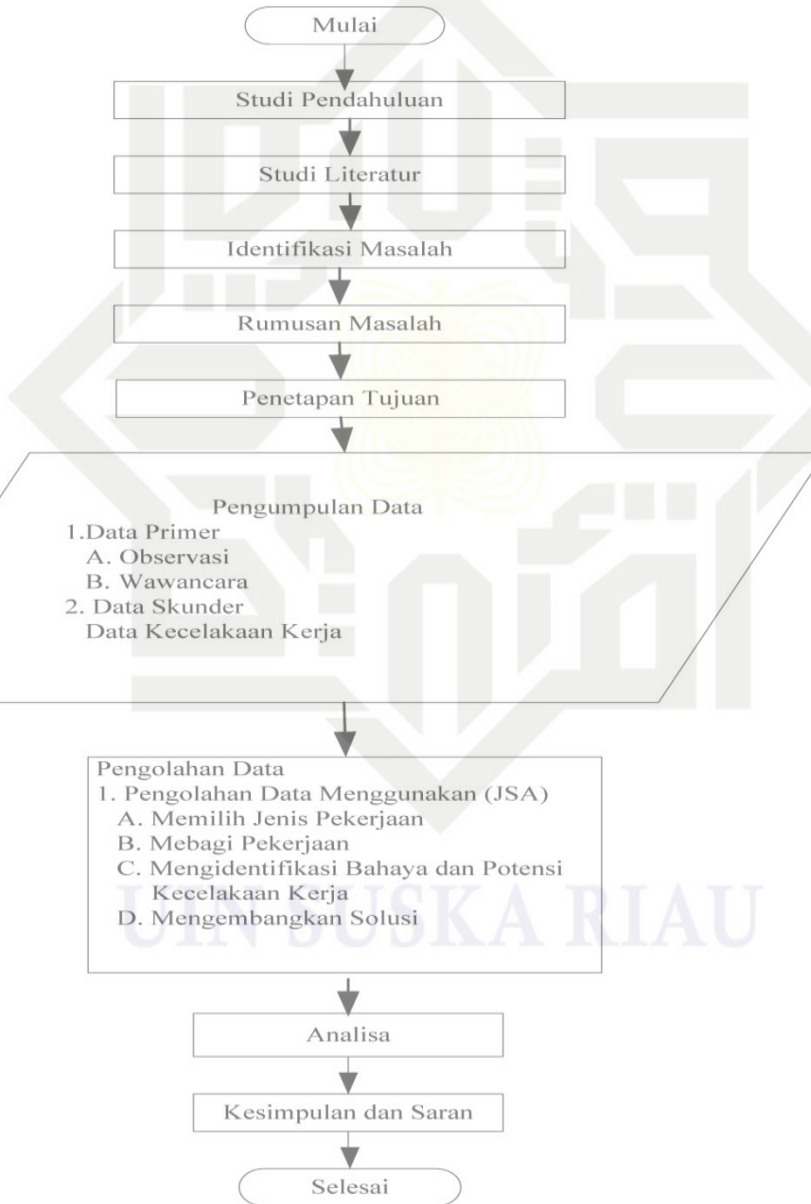 Mulai
Studi Pendahuluan
Studi Literatur
Identifikasi Masalah
Rumusan Masalah
Penetapan Tujuan
Pengumpulan Data
1.Data Primer
A. Observasi
B. Wawancara
2. Data Skunder
Data Kecelakaan Kerja
Pengolahan Data
1. Pengolahan Data Menggunakan (JSA)
A. Memilih Jenis Pekerjaan
B. Mebagi Pekerjaan
C. Mengidentifikasi Bahaya dan Potensi
Kecelakaan Kerja
D. Mengembangkan Solusi
UIN SUSKA RIAU
Analisa
Kesimpulan dan Saran
Selesai